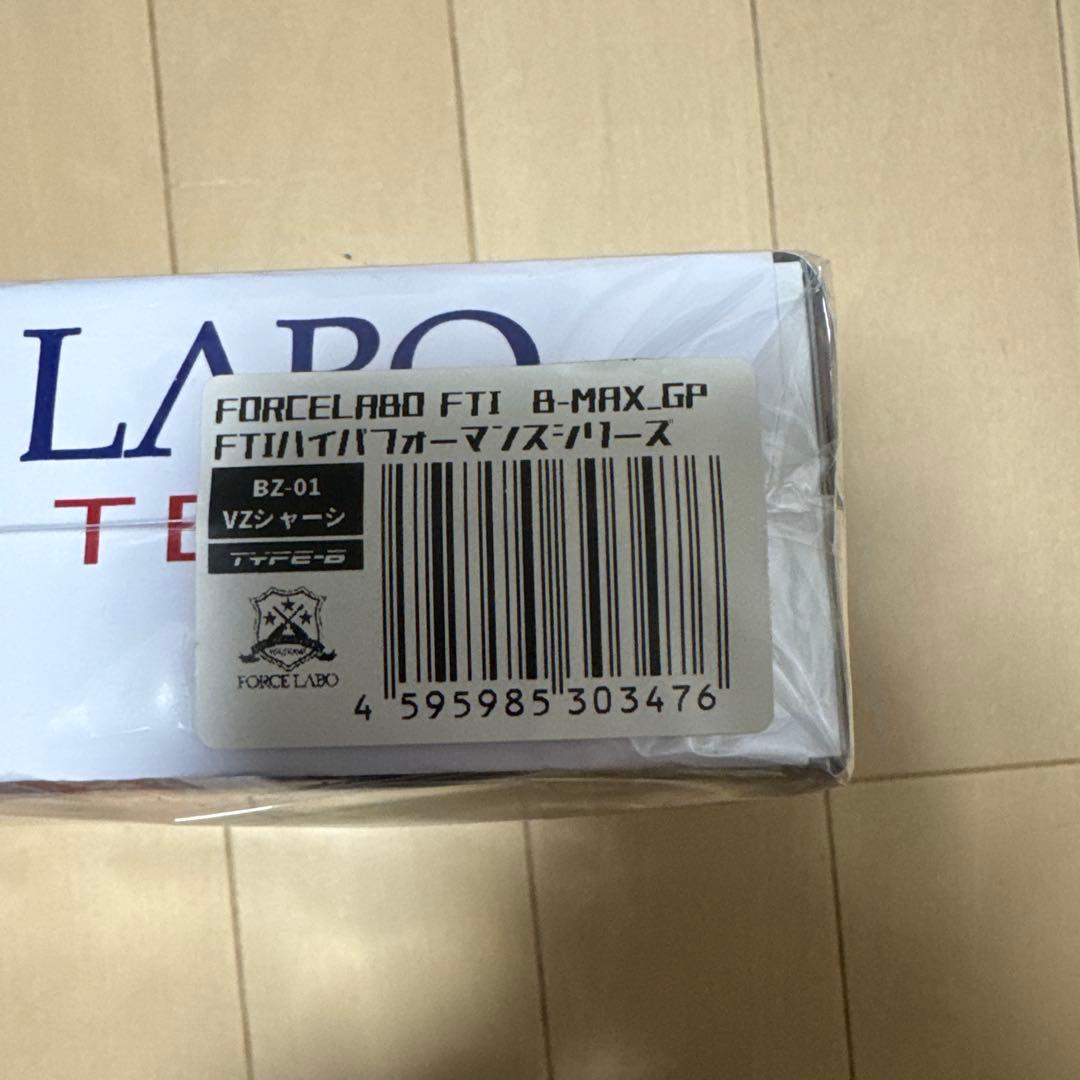 LABO
TE
FORCELABO FTI B-MAX_GP
FTIハイパフォーマンスシリーズ
BZ-01
VZシャーシ
TYPE-B
FORCE LABO
4 595985 303476